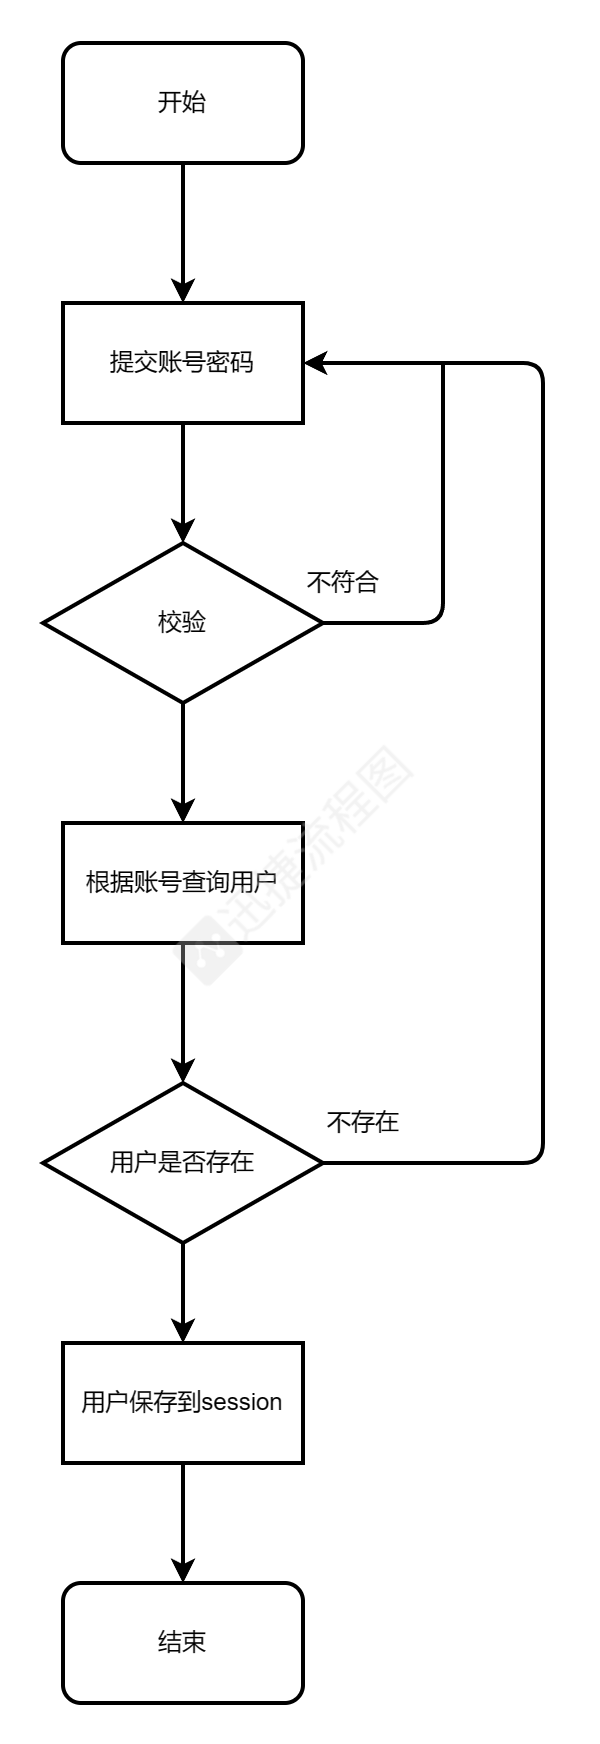 开始
提交账号密码
不符合
校验
迅捷流程图
根据账号查询用户
不存在
用户是否存在
用户保存到session
结束